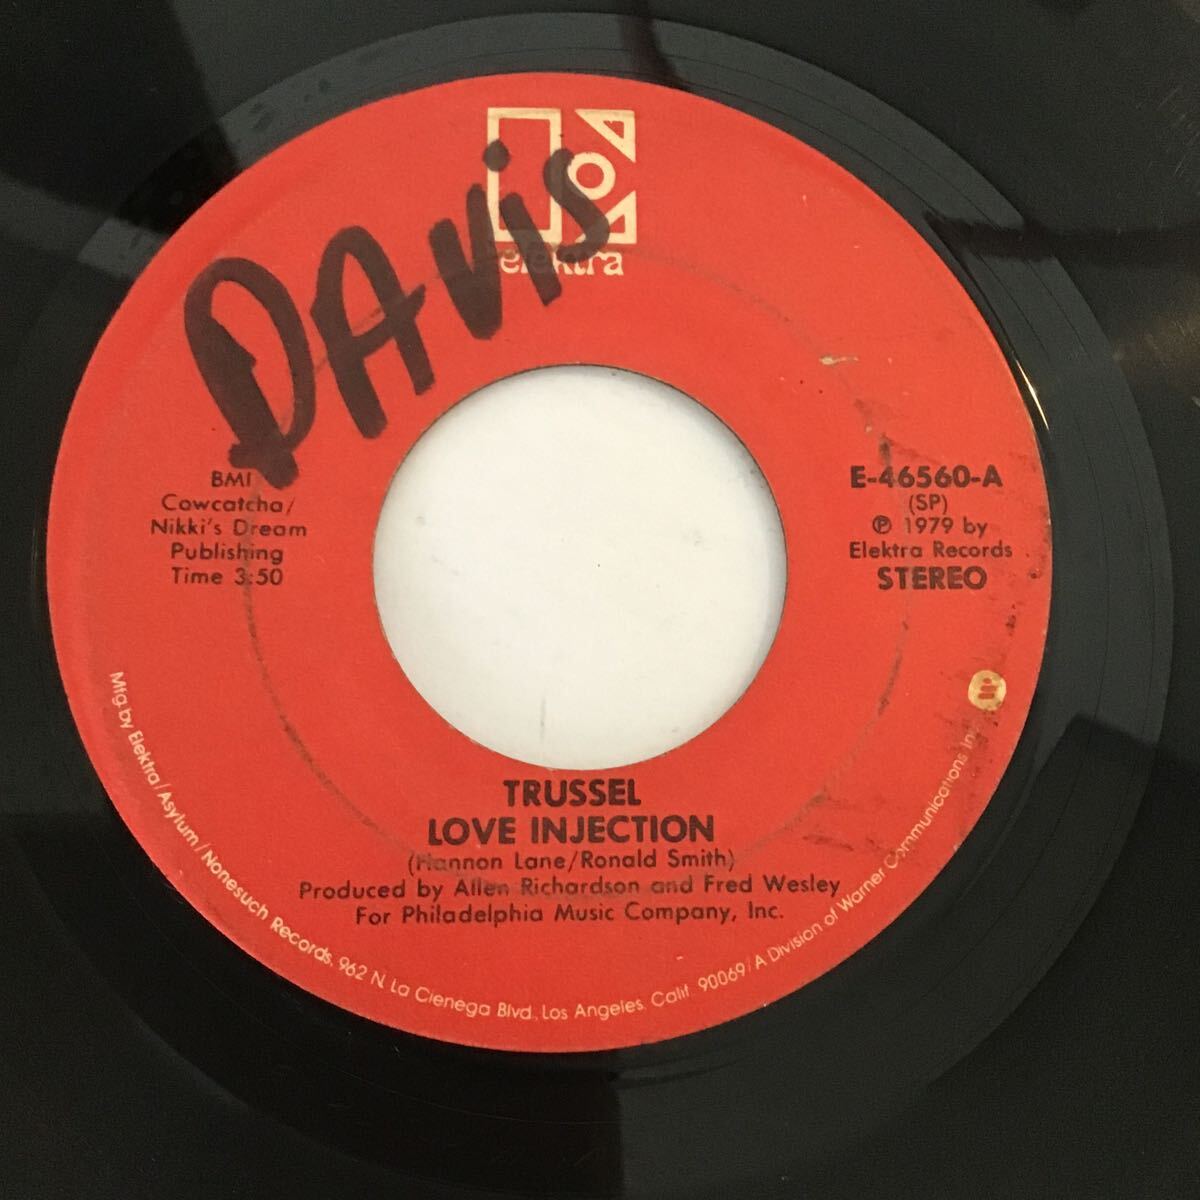 elektra
DAvis
BMI
Cowcatcha/
Nikki's Dream
Publishing
Time 3:50
E-46560-A
(SP)
℗ 1979 by
Elektra Records
STEREO
TRUSSEL
LOVE INJECTION
(Hannon Lane/Ronald Smith)
Produced by Allen Richardson and Fred Wesley
For Philadelphia Music Company, Inc.
Mfg. by Elektra/Asylum/Nonesuch Records, 962 N. La Cienega Blvd., Los Angeles, Calif. 90069/A Division of Warner Communications Inc.